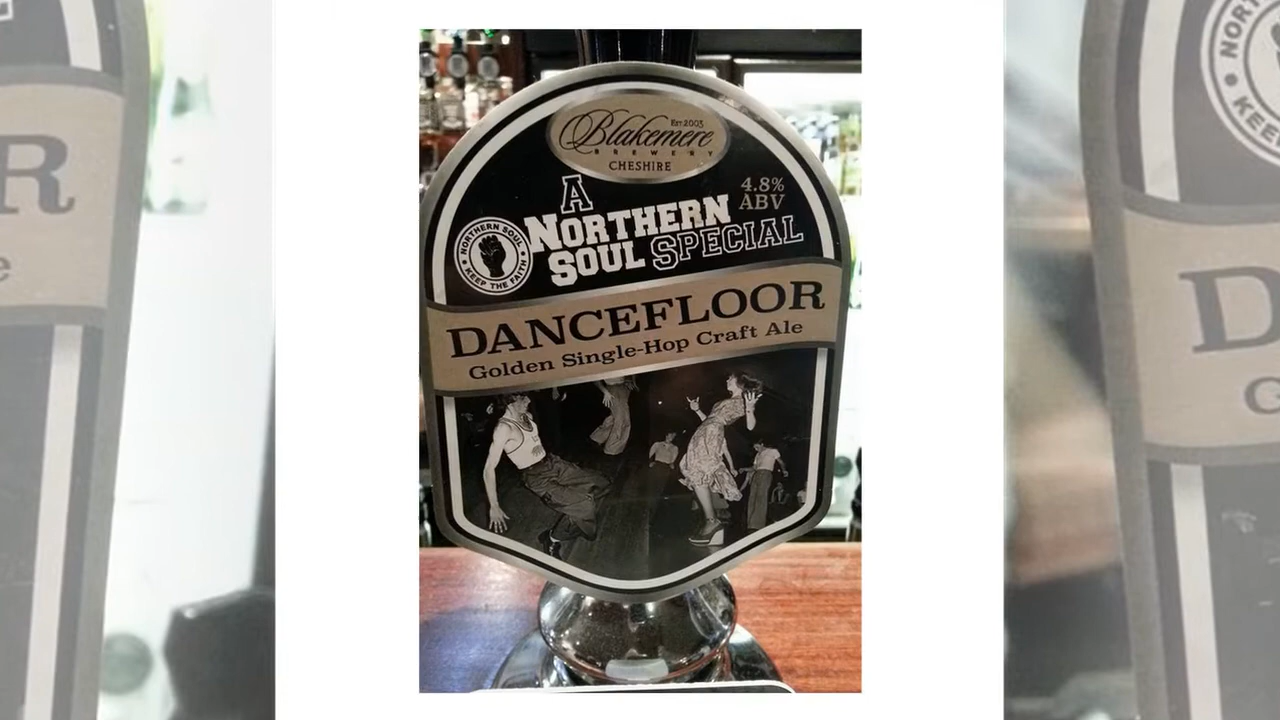 Blakemere
Est 2003
BREWERY
CHESHIRE
A
NORTHERN
SOUL SPECIAL
4.8%
ABV
NORTHERN SOUL
KEEP THE FAITH
DANCEFLOOR
Golden Single-Hop Craft Ale